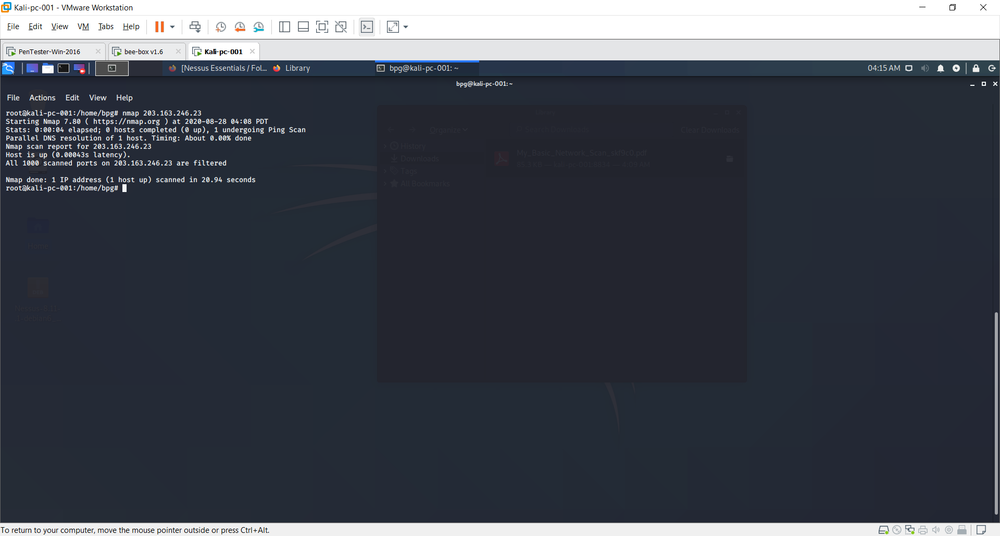 Kali-pc-001 - VMware Workstation
File Edit View VM Tabs Help
PenTester-Win-2016 bee-box v1.6 Kali-pc-001
[Nessus Essentials / Fol... Library bpg@kali-pc-001: ~ 04:15 AM
bpg@kali-pc-001:~
File Actions Edit View Help
root@kali-pc-001:/home/bpg# nmap 203.163.246.23
Starting Nmap 7.80 ( https://nmap.org ) at 2020-08-28 04:08 PDT
Stats: 0:00:04 elapsed; 0 hosts completed (0 up), 1 undergoing Ping Scan
Parallel DNS resolution of 1 host. Timing: About 0.00% done
Nmap scan report for 203.163.246.23
Host is up (0.00043s latency).
All 1000 scanned ports on 203.163.246.23 are filtered
Nmap done: 1 IP address (1 host up) scanned in 20.94 seconds
root@kali-pc-001:/home/bpg#
Library
Organize Search Downloads Clear Downloads
History
Downloads
Tags
All Bookmarks
My_Basic_Network_Scan_skf9c0.pdf
85.3 KB — kali-pc-001:8834 — 4:09 AM
Home
Nessus-8.11.
1-debian6
To return to your computer, move the mouse pointer outside or press Ctrl+Alt.